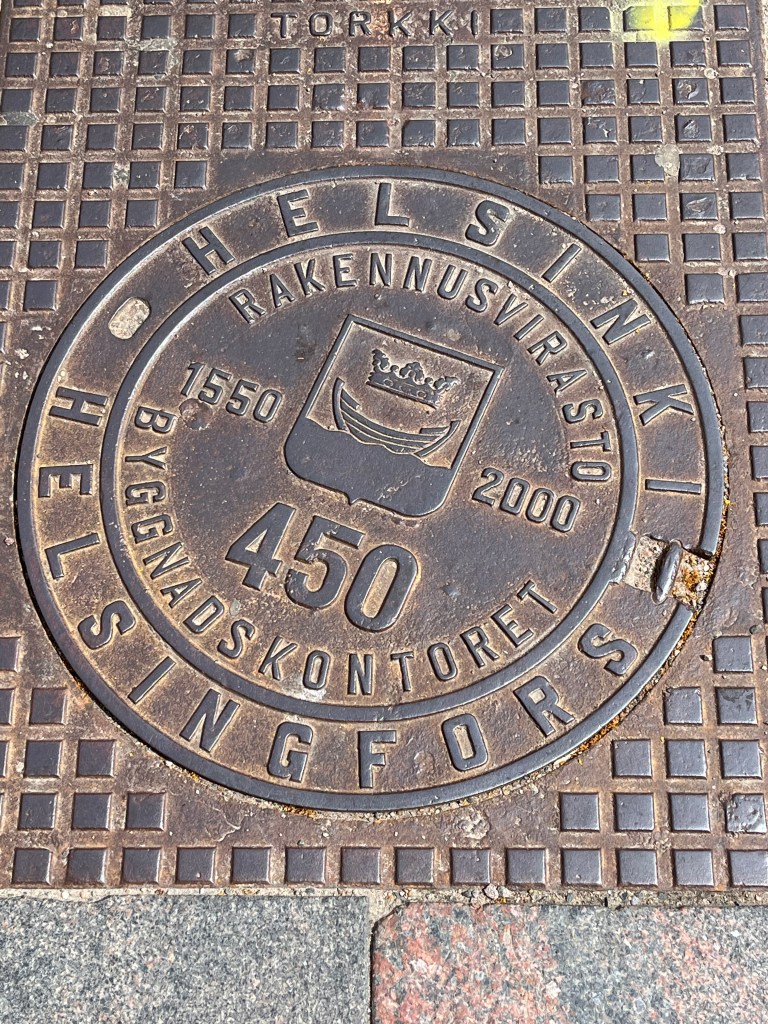 TORKKI
HELSINKI
RAKENNUSVIRASTO
1550
2000
450
BYGGNADSKONTORET
HELSINGFORS